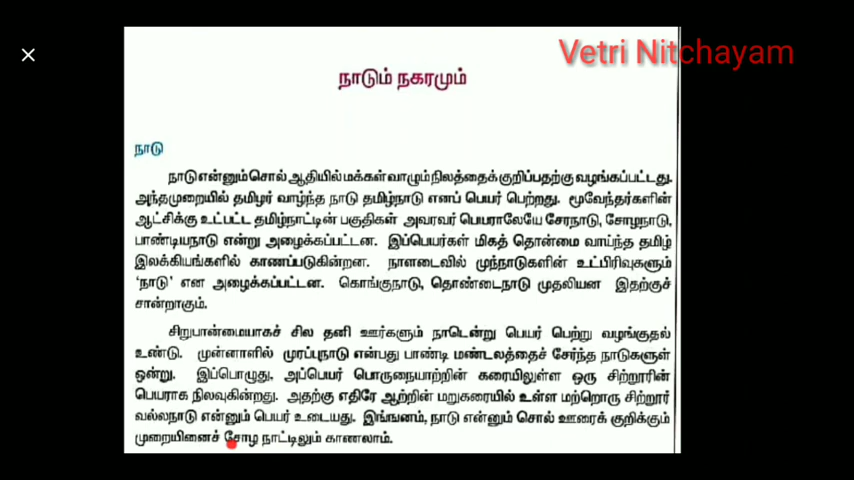 Vetri Nitchayam
நாடும் நகரமும்
நாடு
நாடு என்னும் சொல் ஆதியில் மக்கள் வாழும் நிலத்தைக் குறிப்பதற்கு வழங்கப்பட்டது.
அந்தமுறையில் தமிழர் வாழ்ந்த நாடு தமிழ்நாடு எனப் பெயர் பெற்றது. மூவேந்தர்களின்
ஆட்சிக்கு உட்பட்ட தமிழ்நாட்டின் பகுதிகள் அவரவர் பெயராலேயே சேரநாடு, சோழநாடு,
பாண்டியநாடு என்று அழைக்கப்பட்டன. இப்பெயர்கள் மிகத் தொன்மை வாய்ந்த தமிழ்
இலக்கியங்களில் காணப்படுகின்றன. நாளடைவில் முந்நாடுகளின் உட்பிரிவுகளும்
'நாடு' என அழைக்கப்பட்டன. கொங்குநாடு, தொண்டைநாடு முதலியன இதற்குச்
சான்றாகும்.
சிறுபான்மையாகச் சில தனி ஊர்களும் நாடென்று பெயர் பெற்று வழங்குதல்
உண்டு. முன்னாளில் முரப்புநாடு என்பது பாண்டி மண்டலத்தைச் சேர்ந்த நாடுகளுள்
ஒன்று. இப்பொழுது, அப்பெயர் பொருநையாற்றின் கரையிலுள்ள ஒரு சிற்றூரின்
பெயராக நிலவுகின்றது. அதற்கு எதிரே ஆற்றின் மறுகரையில் உள்ள மற்றொரு சிற்றூர்
வல்லநாடு என்னும் பெயர் உடையது. இங்ஙனம், நாடு என்னும் சொல் ஊரைக் குறிக்கும்
முறையினைச் சோழ நாட்டிலும் காணலாம்.